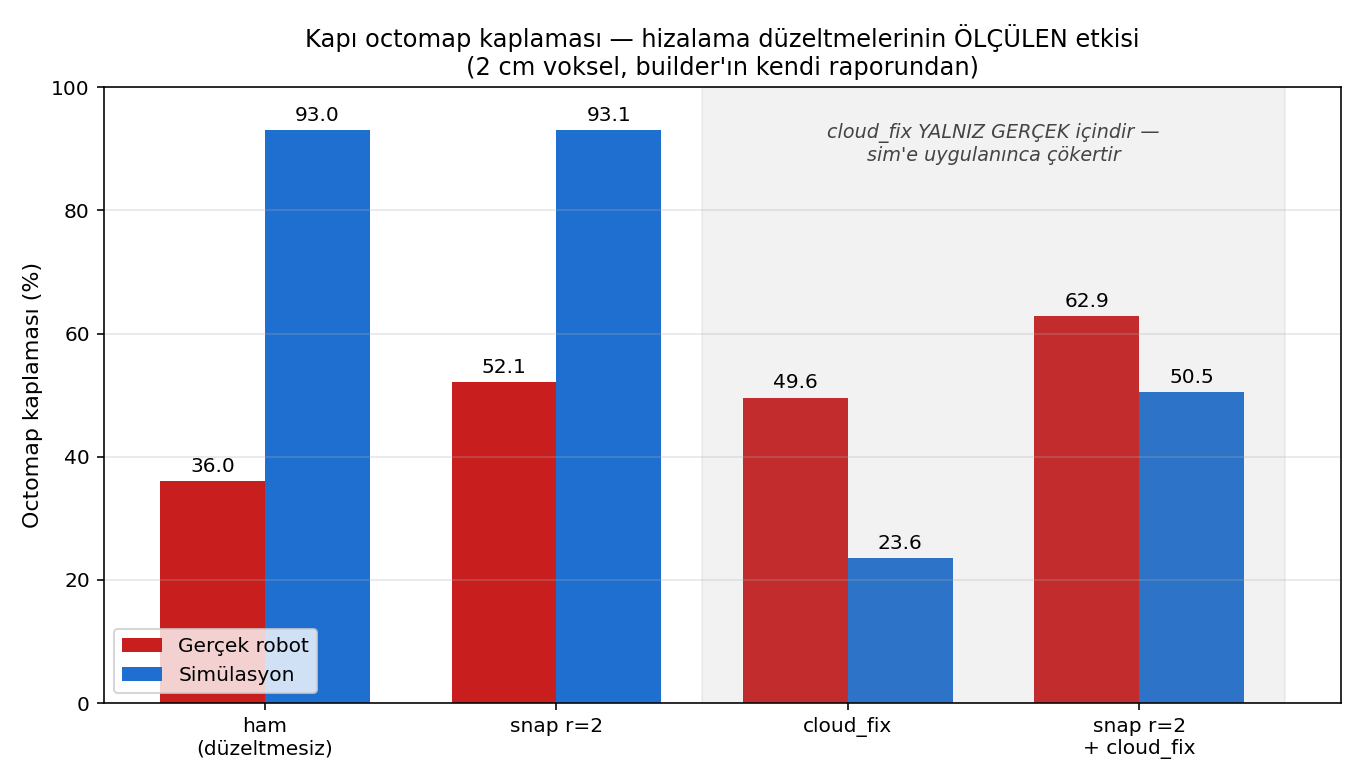 Kapı octomap kaplaması — hizalama düzeltmelerinin ÖLÇÜLEN etkisi
(2 cm voksel, builder'ın kendi raporundan)
Octomap kaplaması (%)
100
80
60
40
20
0
93.0
93.1
36.0
52.1
49.6
23.6
62.9
50.5
cloud_fix YALNIZ GERÇEK içindir —
sim'e uygulanınca çökertir
Gerçek robot
Simülasyon
ham
(düzeltmesiz)
snap r=2
cloud_fix
snap r=2
+ cloud_fix